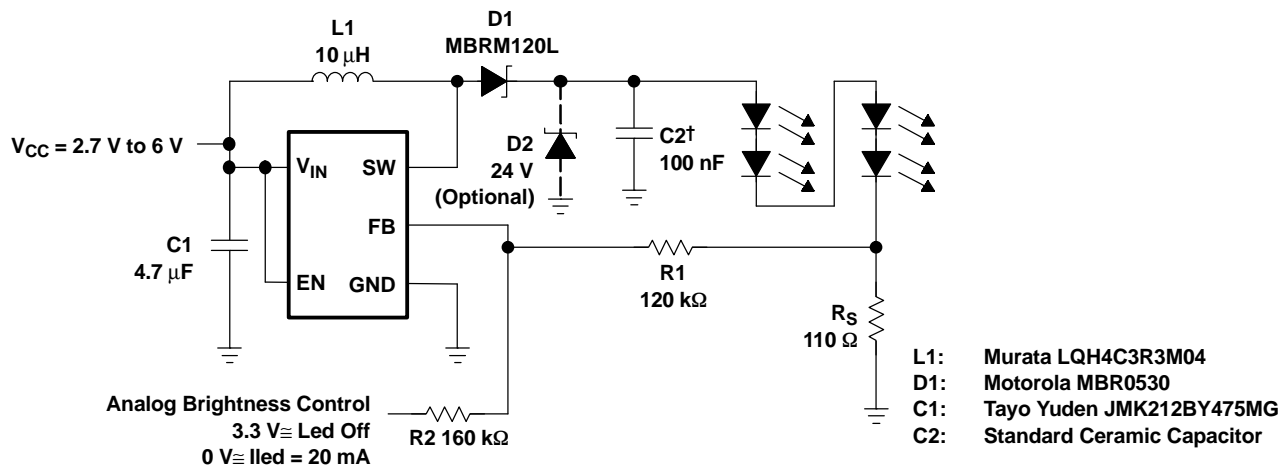 D1
MBRM120L
L1
10 μH
VCC = 2.7 V to 6 V
VIN
SW
FB
EN
GND
C1
4.7 μF
D2
24 V
(Optional)
C2†
100 nF
R1
120 kΩ
RS
110 Ω
Analog Brightness Control
3.3 V≅ Led Off
0 V≅ Iled = 20 mA
R2 160 kΩ
L1: Murata LQH4C3R3M04
D1: Motorola MBR0530
C1: Tayo Yuden JMK212BY475MG
C2: Standard Ceramic Capacitor